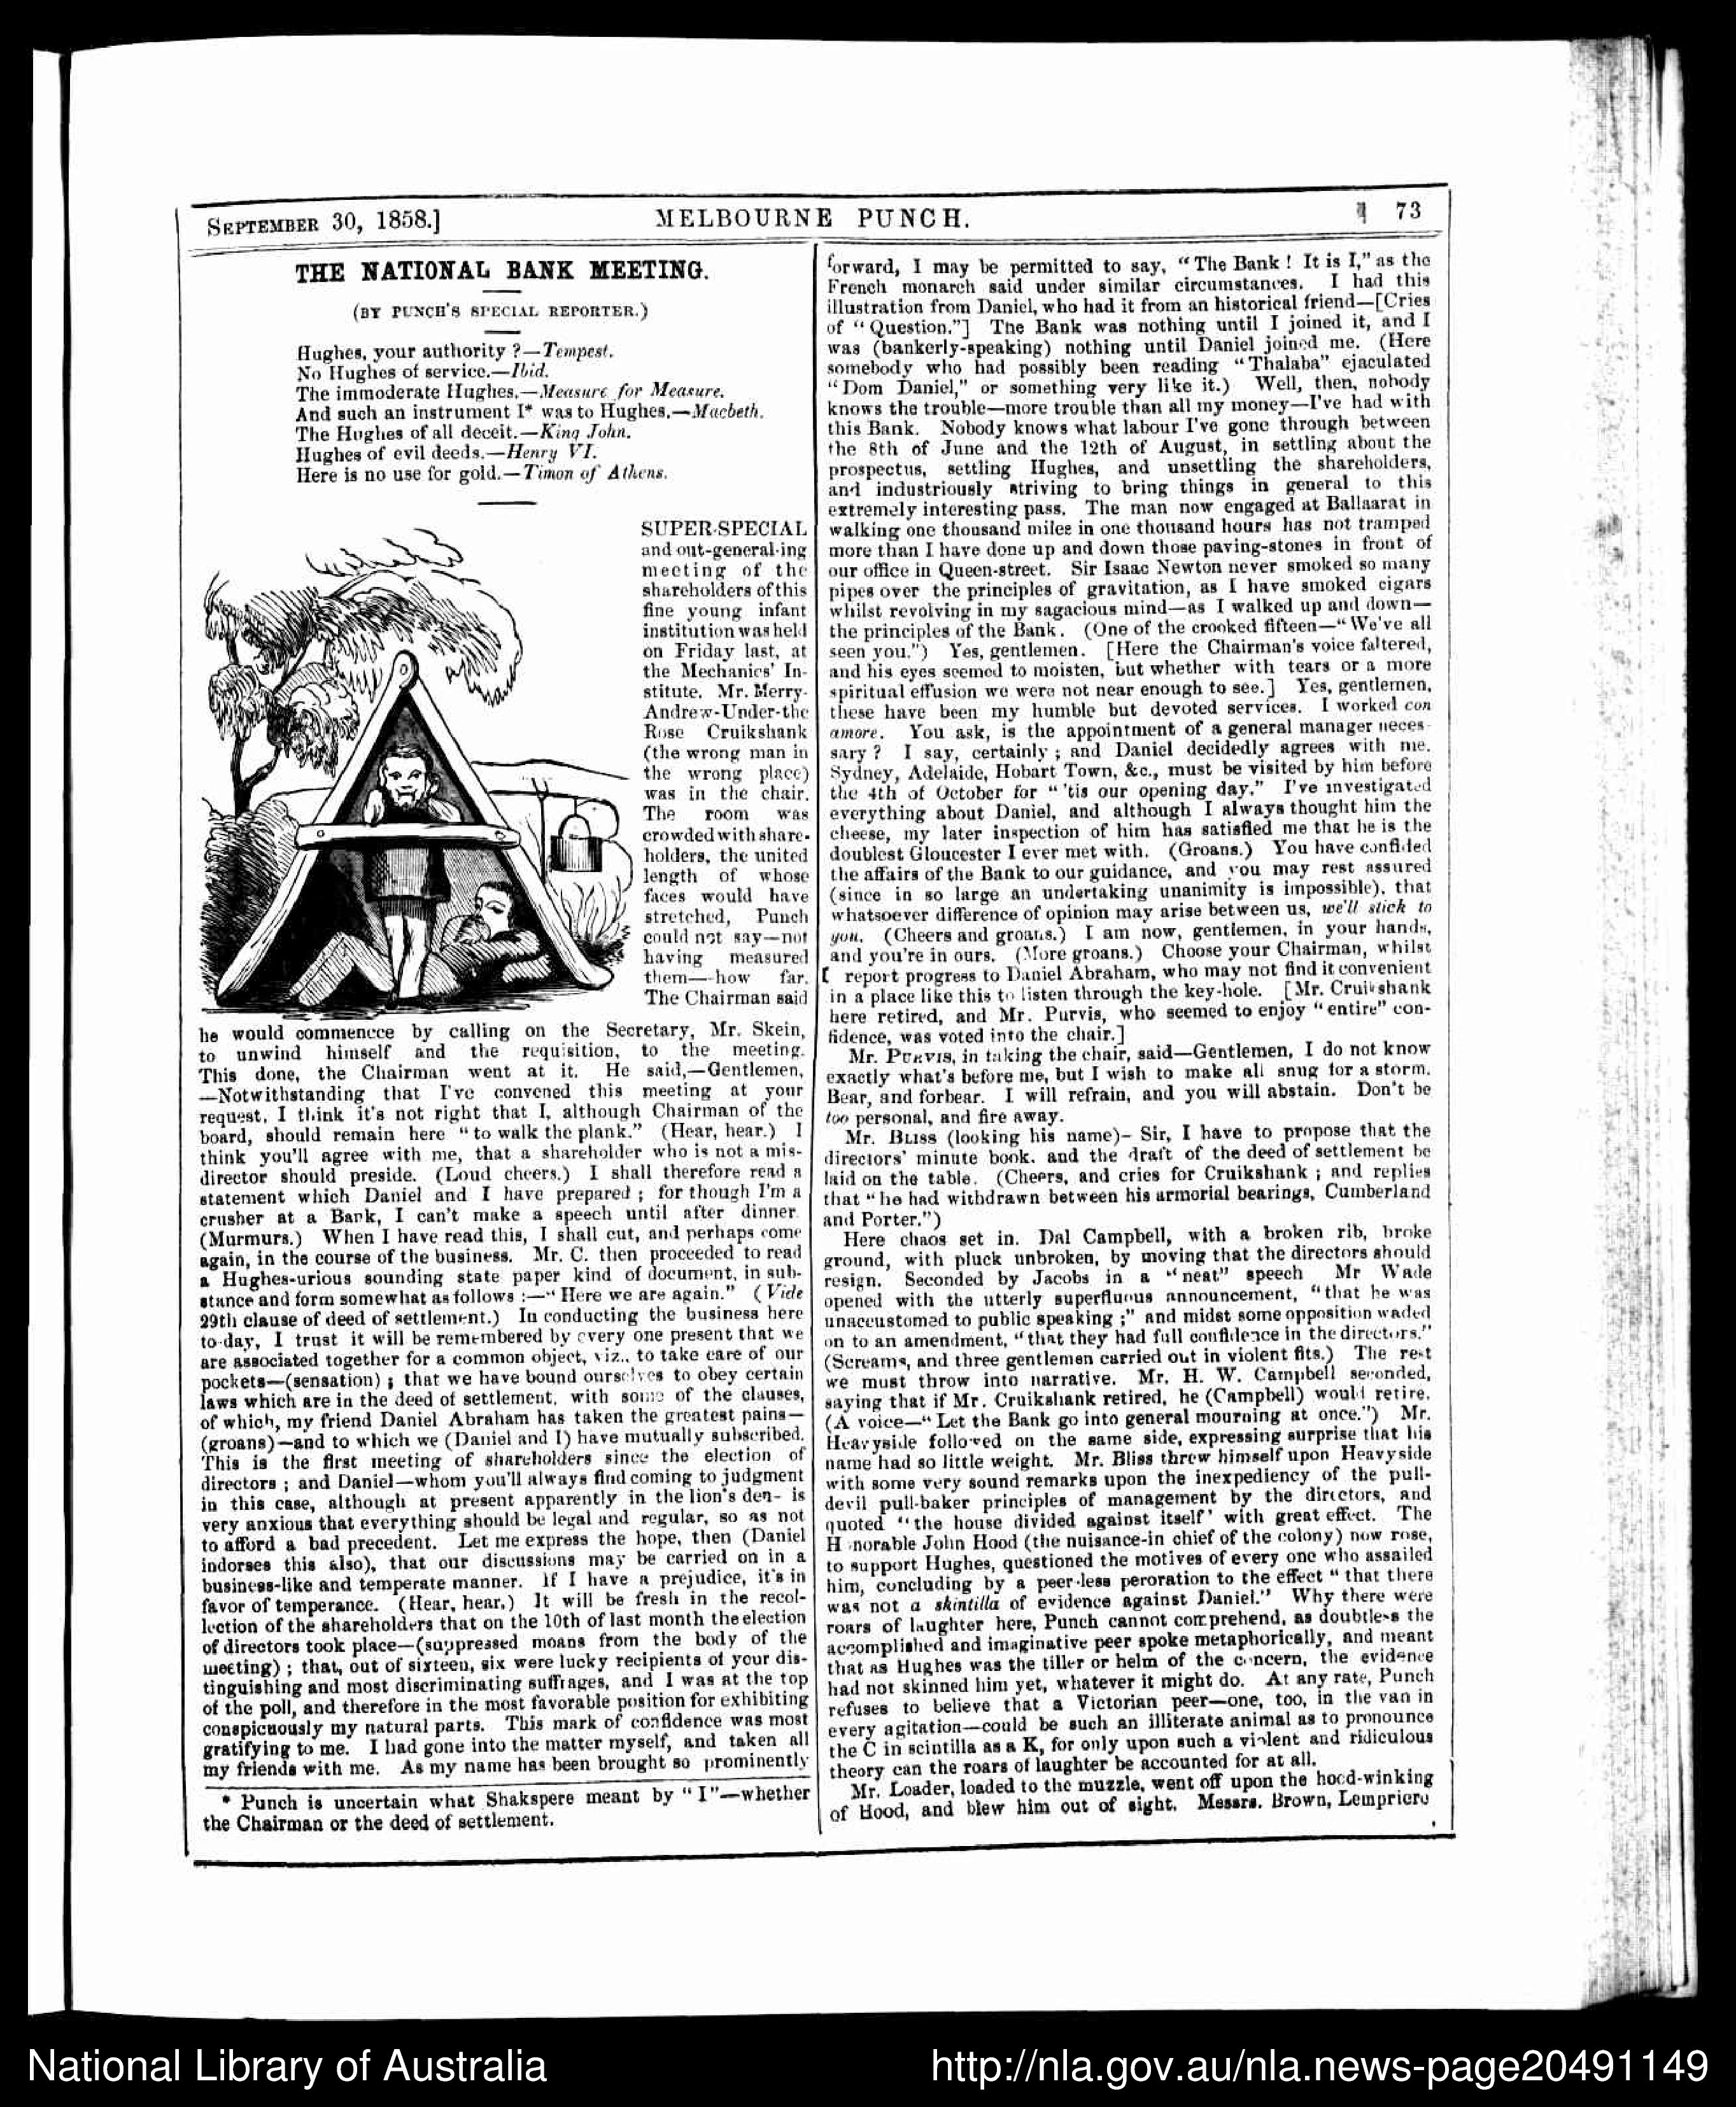 SEPTEMBER 30, 1858.]
MELBOURNE PUNCH.
73
THE NATIONAL BANK MEETING.
(BY PUNCH'S SPECIAL REPORTER.)
Hughes, your authority ?—Tempest.
No Hughes of service.—Ibid.
The immoderate Hughes.—Measure for Measure.
And such an instrument I* was to Hughes.—Macbeth.
The Hughes of all deceit.—King John.
Hughes of evil deeds.—Henry VI.
Here is no use for gold.—Timon of Athens.
SUPER-SPECIAL
and out-general-ing
meeting of the
shareholders of this
fine young infant
institution was held
on Friday last, at
the Mechanics' In-
stitute. Mr. Merry-
Andrew-Under-the
Rose Cruikshank
(the wrong man in
the wrong place)
was in the chair.
The room was
crowded with share-
holders, the united
length of whose
faces would have
stretched, Punch
could not say—not
having measured
them—how far.
The Chairman said
he would commencce by calling on the Secretary, Mr. Skein,
to unwind himself and the requisition, to the meeting.
This done, the Chairman went at it. He said,—Gentlemen,
—Notwithstanding that I've convened this meeting at your
request, I think it's not right that I, although Chairman of the
board, should remain here "to walk the plank." (Hear, hear.) I
think you'll agree with me, that a shareholder who is not a mis-
director should preside. (Loud cheers.) I shall therefore read a
statement which Daniel and I have prepared ; for though I'm a
crusher at a Bank, I can't make a speech until after dinner
(Murmurs.) When I have read this, I shall cut, and perhaps come
again, in the course of the business. Mr. C. then proceeded to read
a Hughes-urious sounding state paper kind of document, in sub-
stance and form somewhat as follows :—"Here we are again." (Vide
29th clause of deed of settlement.) In conducting the business here
to-day, I trust it will be remembered by every one present that we
are associated together for a common object, viz., to take care of our
pockets—(sensation) ; that we have bound ourselves to obey certain
laws which are in the deed of settlement, with some of the clauses,
of which, my friend Daniel Abraham has taken the greatest pains—
(groans)—and to which we (Daniel and I) have mutually subscribed.
This is the first meeting of shareholders since the election of
directors ; and Daniel—whom you'll always find coming to judgment
in this case, although at present apparently in the lion's den- is
very anxious that everything should be legal and regular, so as not
to afford a bad precedent. Let me express the hope, then (Daniel
indorses this also), that our discussions may be carried on in a
business-like and temperate manner. If I have a prejudice, it's in
favor of temperance. (Hear, hear.) It will be fresh in the recol-
lection of the shareholders that on the 10th of last month the election
of directors took place—(suppressed moans from the body of the
meeting) ; that, out of sixteen, six were lucky recipients of your dis-
tinguishing and most discriminating suffrages, and I was at the top
of the poll, and therefore in the most favorable position for exhibiting
conspicuously my natural parts. This mark of confidence was most
gratifying to me. I had gone into the matter myself, and taken all
my friends with me. As my name has been brought so prominently
* Punch is uncertain what Shakspere meant by "I"—whether
the Chairman or the deed of settlement.
forward, I may be permitted to say, "The Bank ! It is I," as the
French monarch said under similar circumstances. I had this
illustration from Daniel, who had it from an historical friend—[Cries
of "Question."] The Bank was nothing until I joined it, and I
was (bankerly-speaking) nothing until Daniel joined me. (Here
somebody who had possibly been reading "Thalaba" ejaculated
"Dom Daniel," or something very like it.) Well, then, nobody
knows the trouble—more trouble than all my money—I've had with
this Bank. Nobody knows what labour I've gone through between
the 8th of June and the 12th of August, in settling about the
prospectus, settling Hughes, and unsettling the shareholders,
and industriously striving to bring things in general to this
extremely interesting pass. The man now engaged at Ballaarat in
walking one thousand miles in one thousand hours has not tramped
more than I have done up and down those paving-stones in front of
our office in Queen-street. Sir Isaac Newton never smoked so many
pipes over the principles of gravitation, as I have smoked cigars
whilst revolving in my sagacious mind—as I walked up and down—
the principles of the Bank. (One of the crooked fifteen—"We've all
seen you.") Yes, gentlemen. [Here the Chairman's voice faltered,
and his eyes seemed to moisten, but whether with tears or a more
spiritual effusion we were not near enough to see.] Yes, gentlemen,
these have been my humble but devoted services. I worked con
amore. You ask, is the appointment of a general manager neces-
sary ? I say, certainly ; and Daniel decidedly agrees with me.
Sydney, Adelaide, Hobart Town, &c., must be visited by him before
the 4th of October for "'tis our opening day." I've investigated
everything about Daniel, and although I always thought him the
cheese, my later inspection of him has satisfied me that he is the
doublest Gloucester I ever met with. (Groans.) You have confided
the affairs of the Bank to our guidance, and you may rest assured
(since in so large an undertaking unanimity is impossible), that
whatsoever difference of opinion may arise between us, we'll stick to
you. (Cheers and groans.) I am now, gentlemen, in your hands,
and you're in ours. (More groans.) Choose your Chairman, whilst
I report progress to Daniel Abraham, who may not find it convenient
in a place like this to listen through the key-hole. [Mr. Cruikshank
here retired, and Mr. Purvis, who seemed to enjoy "entire" con-
fidence, was voted into the chair.]
Mr. PURVIS, in taking the chair, said—Gentlemen, I do not know
exactly what's before me, but I wish to make all snug for a storm.
Bear, and forbear. I will refrain, and you will abstain. Don't be
too personal, and fire away.
Mr. BLISS (looking his name)- Sir, I have to propose that the
directors' minute book, and the draft of the deed of settlement be
laid on the table. (Cheers, and cries for Cruikshank ; and replies
that "he had withdrawn between his armorial bearings, Cumberland
and Porter.")
Here chaos set in. Dal Campbell, with a broken rib, broke
ground, with pluck unbroken, by moving that the directors should
resign. Seconded by Jacobs in a "neat" speech Mr Wade
opened with the utterly superfluous announcement, "that he was
unaccustomed to public speaking ;" and midst some opposition waded
on to an amendment, "that they had full confidence in the directors."
(Screams, and three gentlemen carried out in violent fits.) The rest
we must throw into narrative. Mr. H. W. Campbell seconded,
saying that if Mr. Cruikshank retired, he (Campbell) would retire.
(A voice—"Let the Bank go into general mourning at once.") Mr.
Heavyside followed on the same side, expressing surprise that his
name had so little weight. Mr. Bliss threw himself upon Heavyside
with some very sound remarks upon the inexpediency of the pull-
devil pull-baker principles of management by the directors, and
quoted "the house divided against itself' with great effect. The
Honorable John Hood (the nuisance-in chief of the colony) now rose,
to support Hughes, questioned the motives of every one who assailed
him, concluding by a peer-less peroration to the effect "that there
was not a skintilla of evidence against Daniel." Why there were
roars of laughter here, Punch cannot comprehend, as doubtless the
accomplished and imaginative peer spoke metaphorically, and meant
that as Hughes was the tiller or helm of the concern, the evidence
had not skinned him yet, whatever it might do. At any rate, Punch
refuses to believe that a Victorian peer—one, too, in the van in
every agitation—could be such an illiterate animal as to pronounce
the C in scintilla as a K, for only upon such a violent and ridiculous
theory can the roars of laughter be accounted for at all.
Mr. Loader, loaded to the muzzle, went off upon the hood-winking
of Hood, and blew him out of sight. Messrs. Brown, Lempriere
National Library of Australia
http://nla.gov.au/nla.news-page20491149